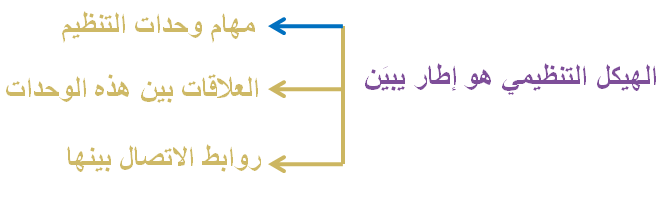 الهيكل التنظيمي هو إطار يبيَن
مهام وحدات التنظيم
العلاقات بين هذه الوحدات
روابط الاتصال بينها